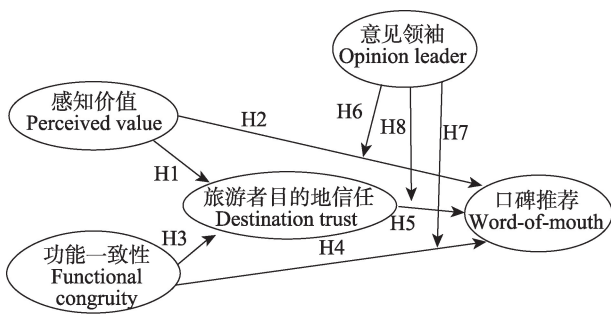 意见领袖
Opinion leader
感知价值
Perceived value
H2
H6
H8
H7
H1
旅游者目的地信任
Destination trust
H5
口碑推荐
Word-of-mouth
功能一致性
Functional
congruity
H3
H4